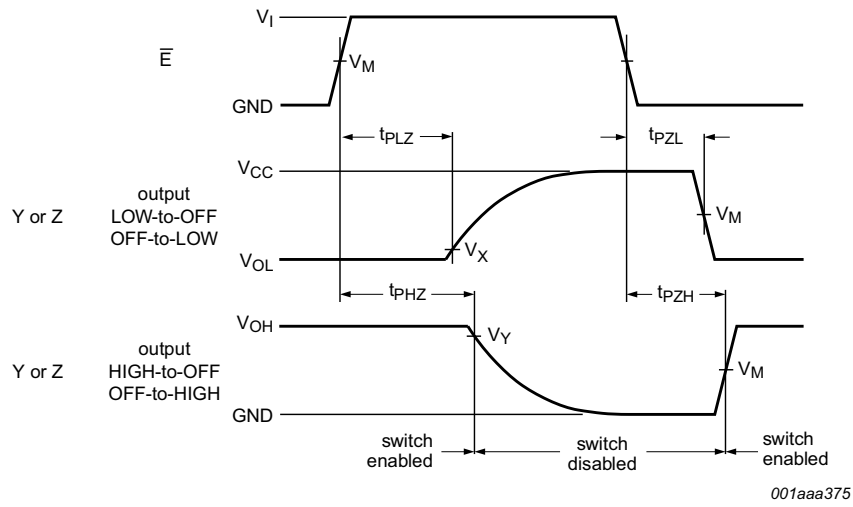 V_I
E̅
V_M
GND
t_PLZ
t_PZL
V_CC
output
Y or Z
LOW-to-OFF
OFF-to-LOW
V_M
V_X
V_OL
t_PHZ
t_PZH
V_OH
V_Y
output
Y or Z
HIGH-to-OFF
OFF-to-HIGH
V_M
GND
switch
enabled
switch
disabled
switch
enabled
001aaa375